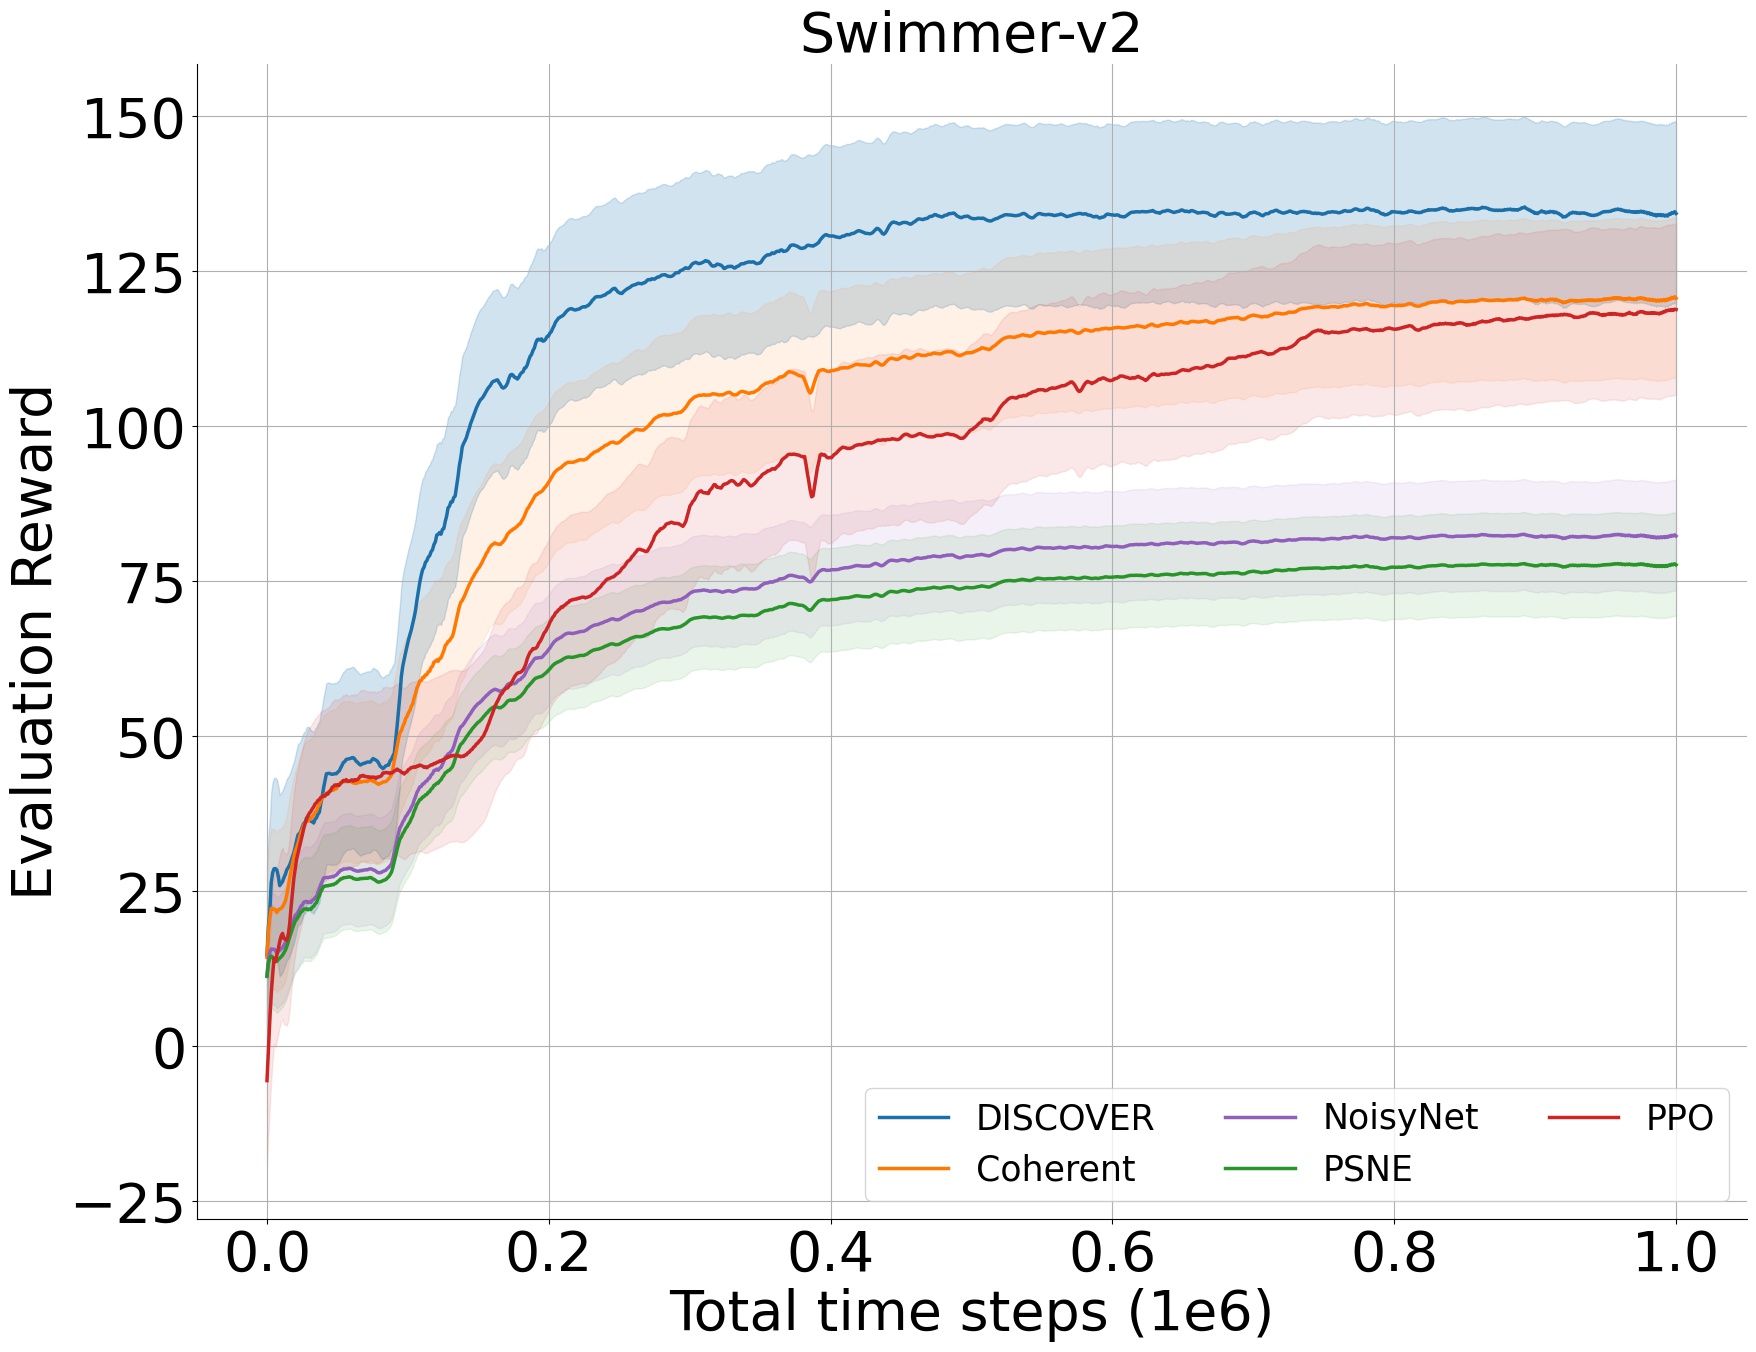 Swimmer-v2
150
125
100
75
50
25
0
−25
Evaluation Reward
0.0 0.2 0.4 0.6 0.8 1.0
Total time steps (1e6)
DISCOVER NoisyNet PPO
Coherent PSNE